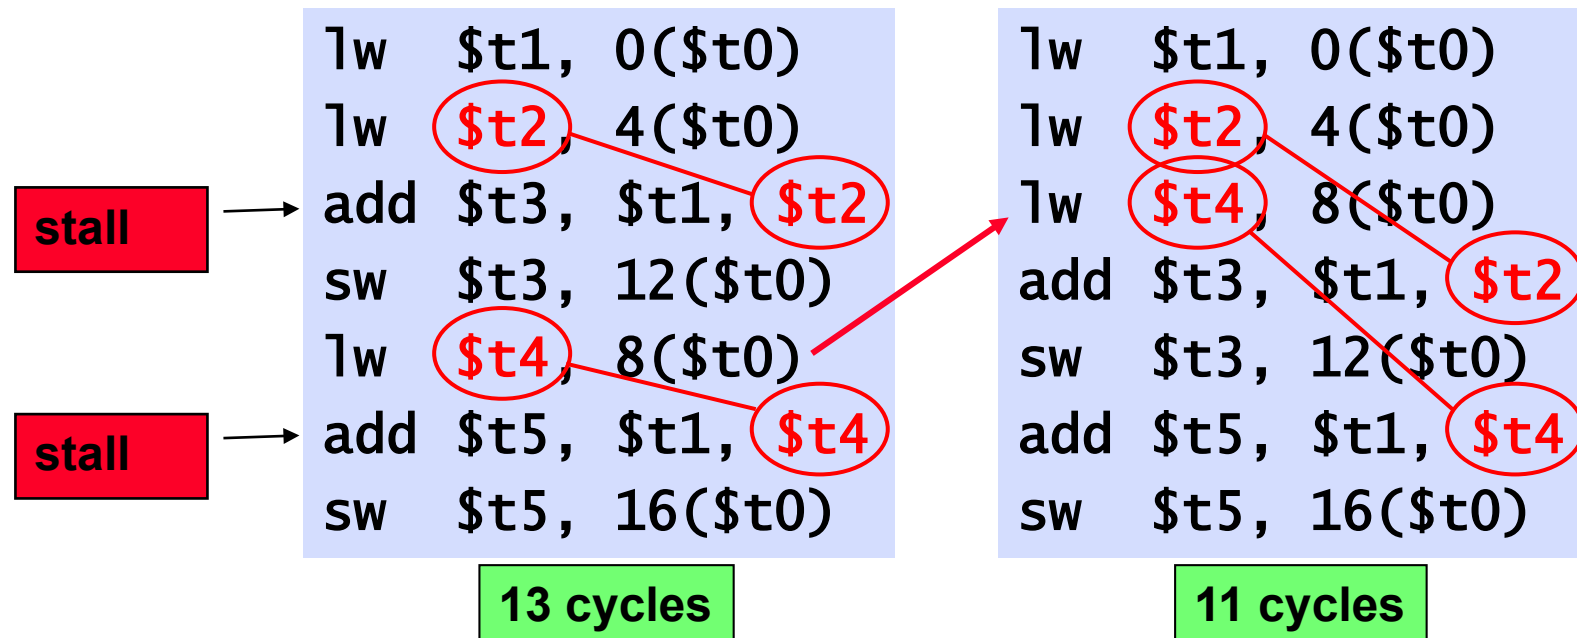 stall
stall
lw $t1, 0($t0)
lw $t2, 4($t0)
add $t3, $t1, $t2
sw $t3, 12($t0)
lw $t4, 8($t0)
add $t5, $t1, $t4
sw $t5, 16($t0)
13 cycles
lw $t1, 0($t0)
lw $t2, 4($t0)
lw $t4, 8($t0)
add $t3, $t1, $t2
sw $t3, 12($t0)
add $t5, $t1, $t4
sw $t5, 16($t0)
11 cycles